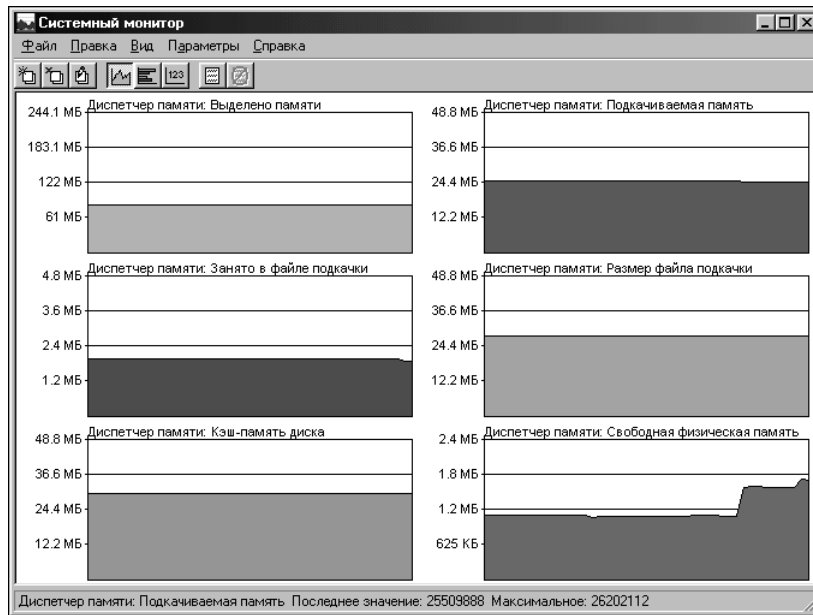 Системный монитор
Файл Правка Вид Параметры Справка
123
Диспетчер памяти: Выделено памяти
244.1 МБ
183.1 МБ
122 МБ
61 МБ
Диспетчер памяти: Подкачиваемая память
48.8 МБ
36.6 МБ
24.4 МБ
12.2 МБ
Диспетчер памяти: Занято в файле подкачки
4.8 МБ
3.6 МБ
2.4 МБ
1.2 МБ
Диспетчер памяти: Размер файла подкачки
48.8 МБ
36.6 МБ
24.4 МБ
12.2 МБ
Диспетчер памяти: Кэш-память диска
48.8 МБ
36.6 МБ
24.4 МБ
12.2 МБ
Диспетчер памяти: Свободная физическая память
2.4 МБ
1.8 МБ
1.2 МБ
625 КБ
Диспетчер памяти: Подкачиваемая память Последнее значение: 25509888 Максимальное: 26202112